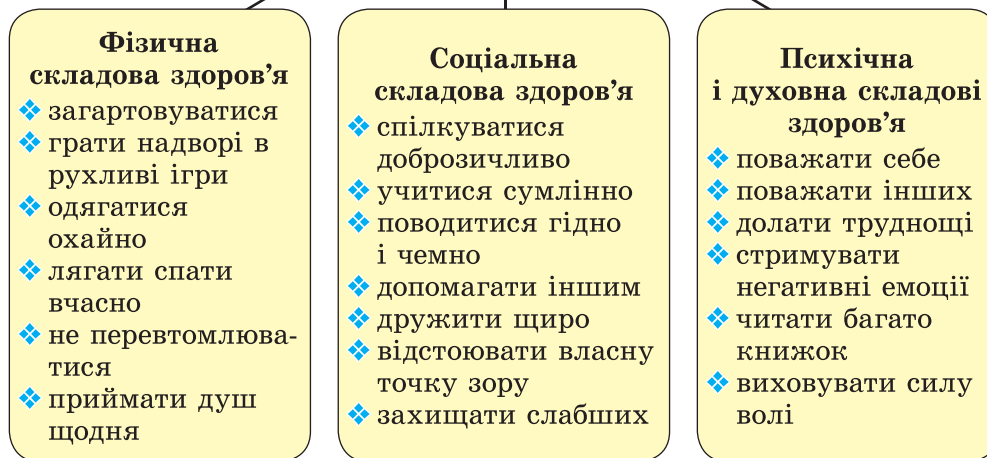 Фізична
складова здоров’я
❖ загартовуватися
❖ грати надворі в
рухливі ігри
❖ одягатися
охайно
❖ лягати спати
вчасно
❖ не перевтомлюва-
тися
❖ приймати душ
щодня
Соціальна
складова здоров’я
❖ спілкуватися
доброзичливо
❖ учитися сумлінно
❖ поводитися гідно
і чемно
❖ допомагати іншим
❖ дружити щиро
❖ відстоювати власну
точку зору
❖ захищати слабших
Психічна
і духовна складові
здоров’я
❖ поважати себе
❖ поважати інших
❖ долати труднощі
❖ стримувати
негативні емоції
❖ читати багато
книжок
❖ виховувати силу
волі